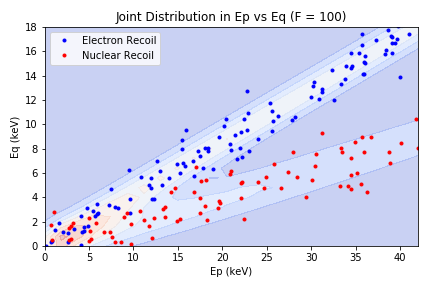 Joint Distribution in Ep vs Eq (F = 100)
Electron Recoil
Nuclear Recoil
18
16
14
12
10
8
6
4
2
0
Eq (keV)
0 5 10 15 20 25 30 35 40
Ep (keV)